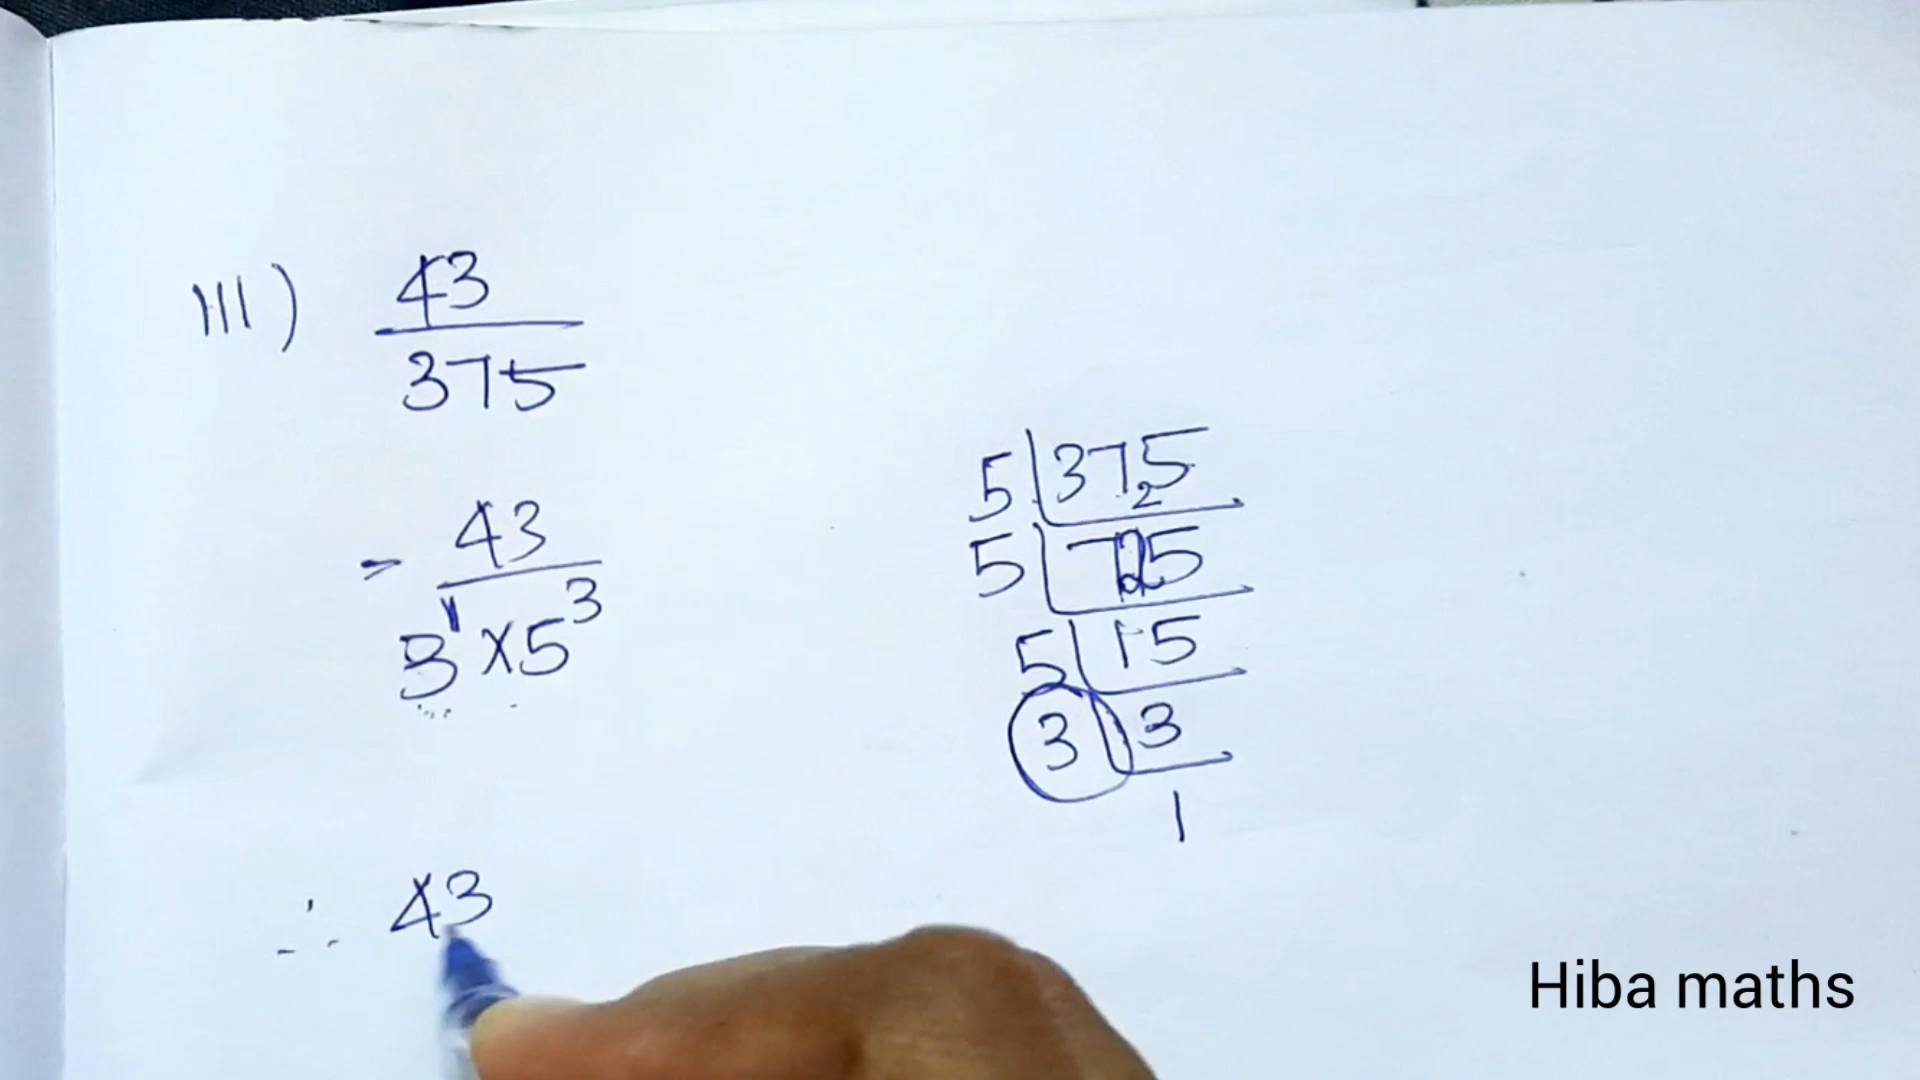 III) 43
375
= 43
3¹ × 5³
5 | 375
5 | 75
5 | 15
3 | 3
1
∴ 43
Hiba maths